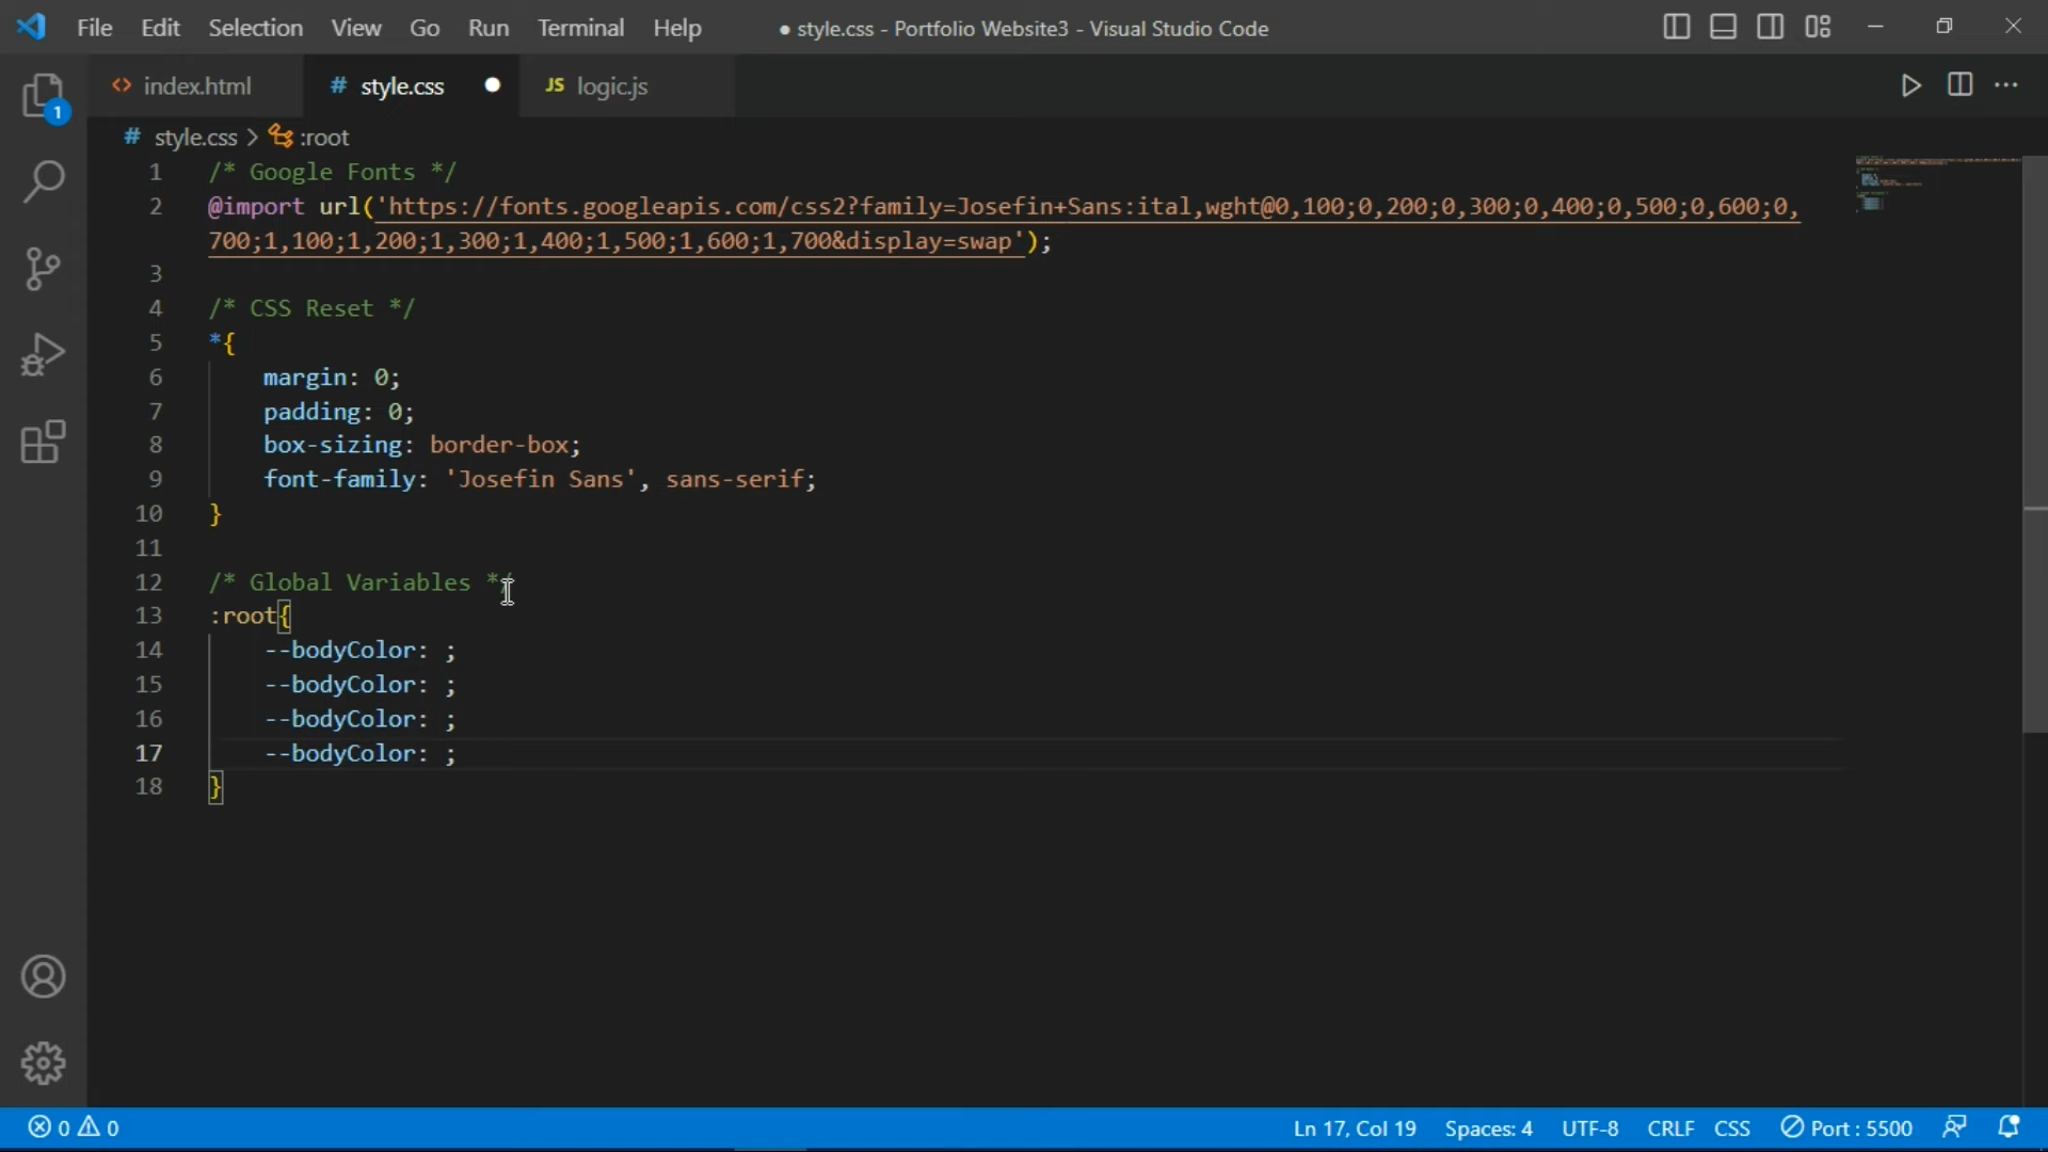 File Edit Selection View Go Run Terminal Help ● style.css - Portfolio Website3 - Visual Studio Code
1
<> index.html # style.css JS logic.js
# style.css > :root
1 /* Google Fonts */
2 @import url('https://fonts.googleapis.com/css2?family=Josefin+Sans:ital,wght@0,100;0,200;0,300;0,400;0,500;0,600;0,
700;1,100;1,200;1,300;1,400;1,500;1,600;1,700&display=swap');
3
4 /* CSS Reset */
5 *{
6 margin: 0;
7 padding: 0;
8 box-sizing: border-box;
9 font-family: 'Josefin Sans', sans-serif;
10 }
11
12 /* Global Variables */
13 :root{
14 --bodyColor: ;
15 --bodyColor: ;
16 --bodyColor: ;
17 --bodyColor: ;
18 }
0 0 Ln 17, Col 19 Spaces: 4 UTF-8 CRLF CSS Port : 5500